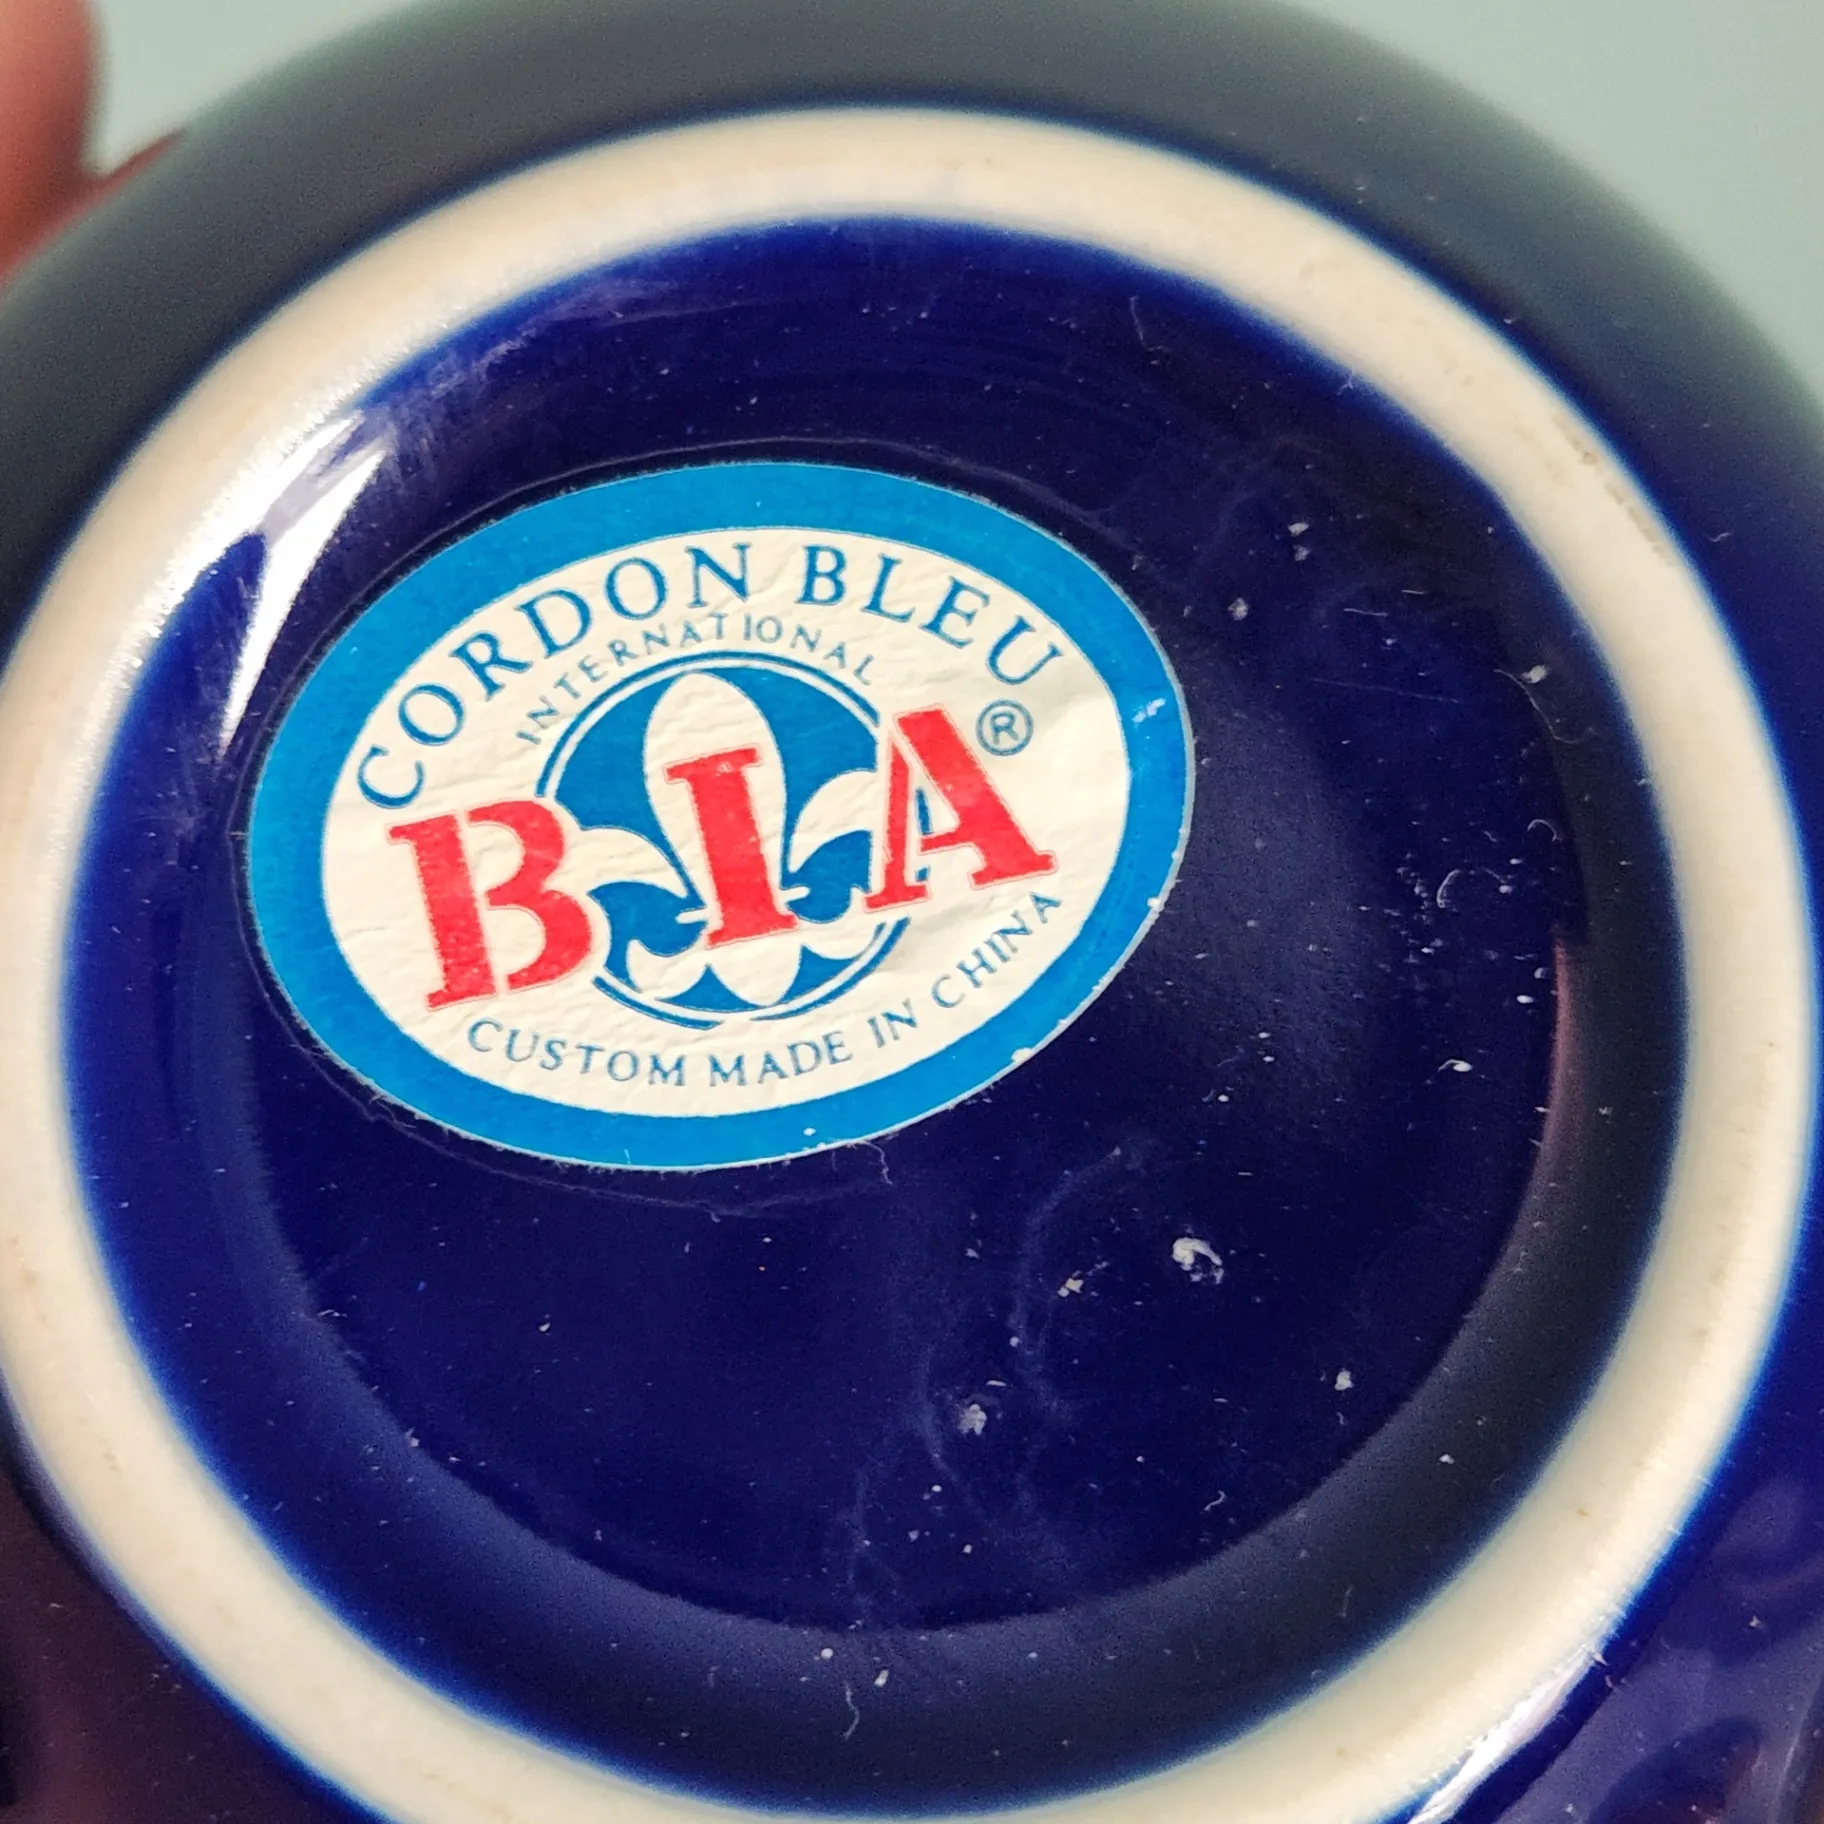 CORDON BLEU
INTERNATIONAL
BIA®
CUSTOM MADE IN CHINA